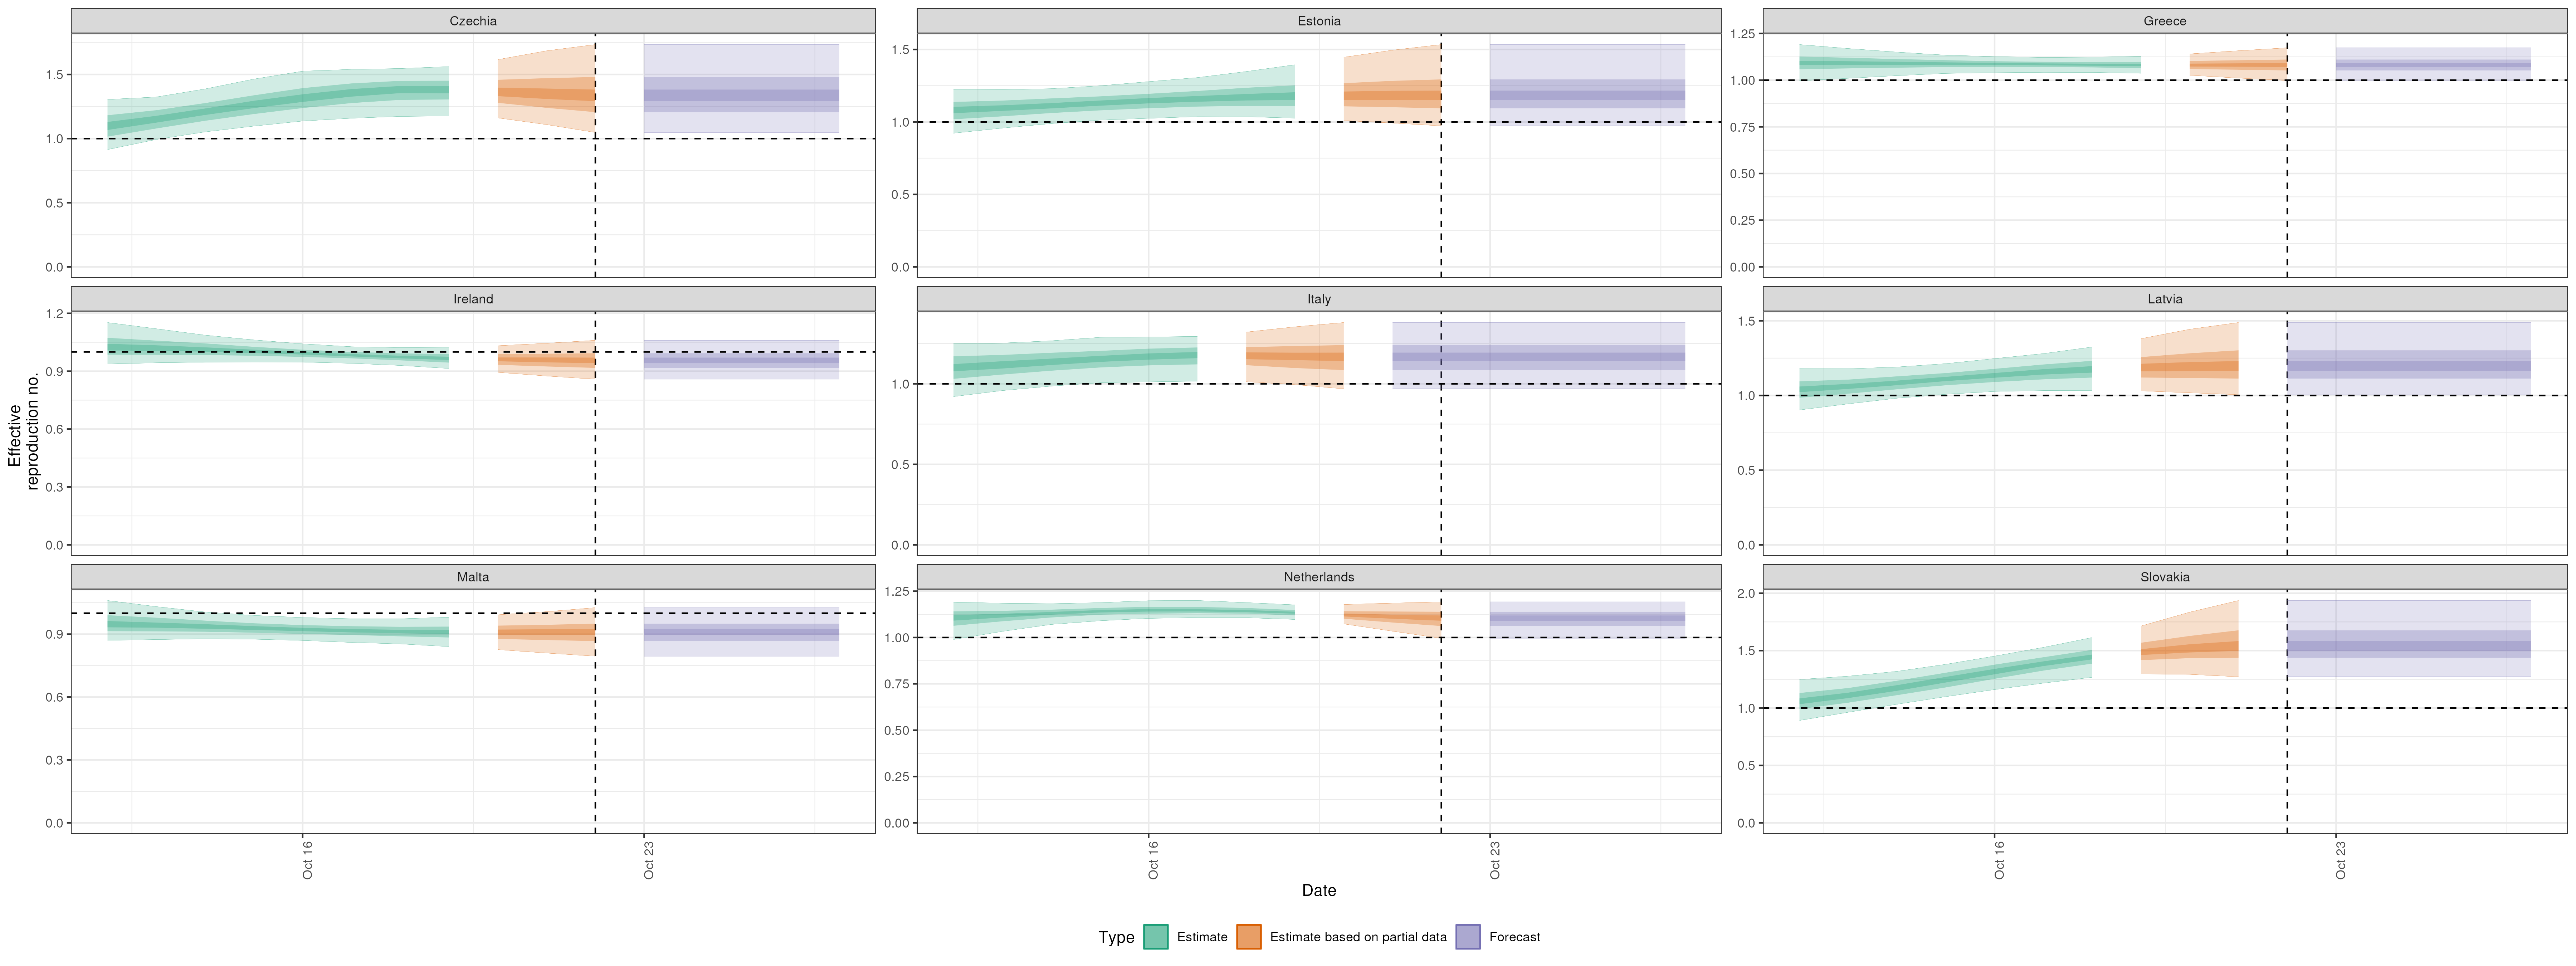 Czechia
Estonia
Greece
1.5
1.0
0.5
0.0
1.5
1.0
0.5
0.0
1.25
1.00
0.75
0.50
0.25
0.00
Ireland
Italy
Latvia
1.2
0.9
0.6
0.3
0.0
1.0
0.5
0.0
1.5
1.0
0.5
0.0
Effective
reproduction no.
Malta
Netherlands
Slovakia
0.9
0.6
0.3
0.0
1.25
1.00
0.75
0.50
0.25
0.00
2.0
1.5
1.0
0.5
0.0
Oct 16
Oct 23
Oct 16
Oct 23
Oct 16
Oct 23
Date
Type Estimate Estimate based on partial data Forecast